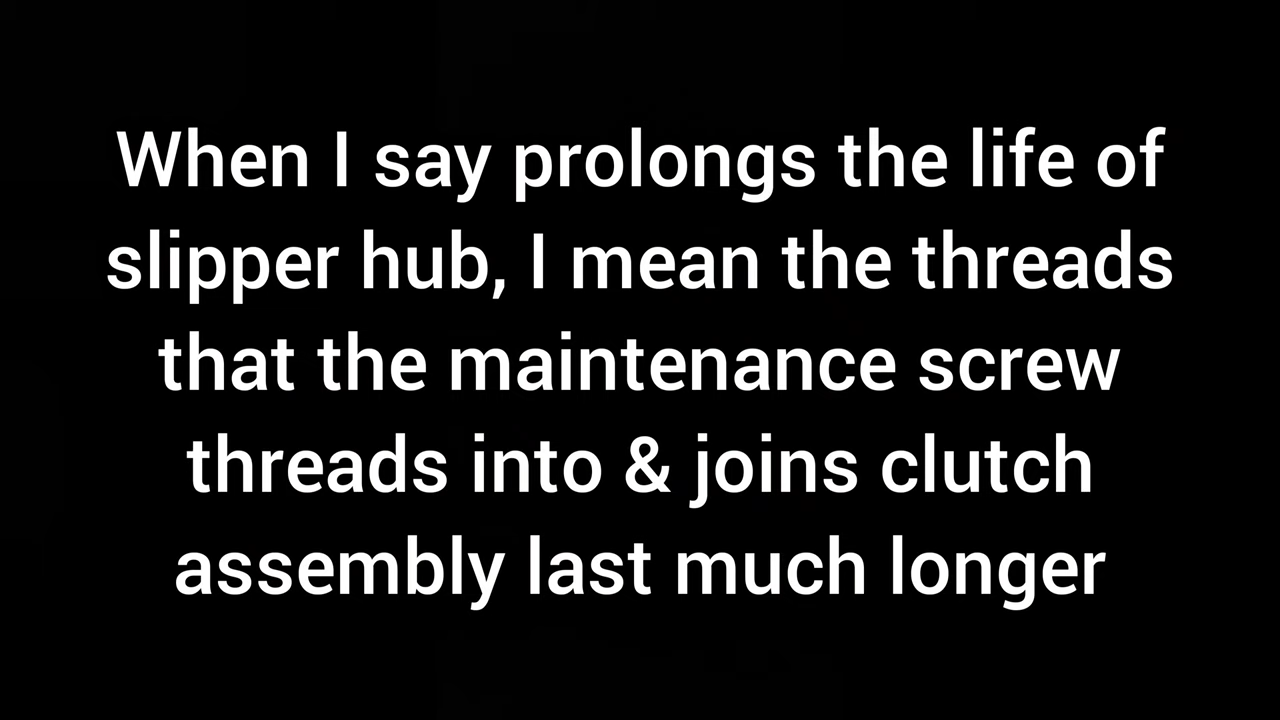 When I say prolongs the life of
slipper hub, I mean the threads
that the maintenance screw
threads into & joins clutch
assembly last much longer